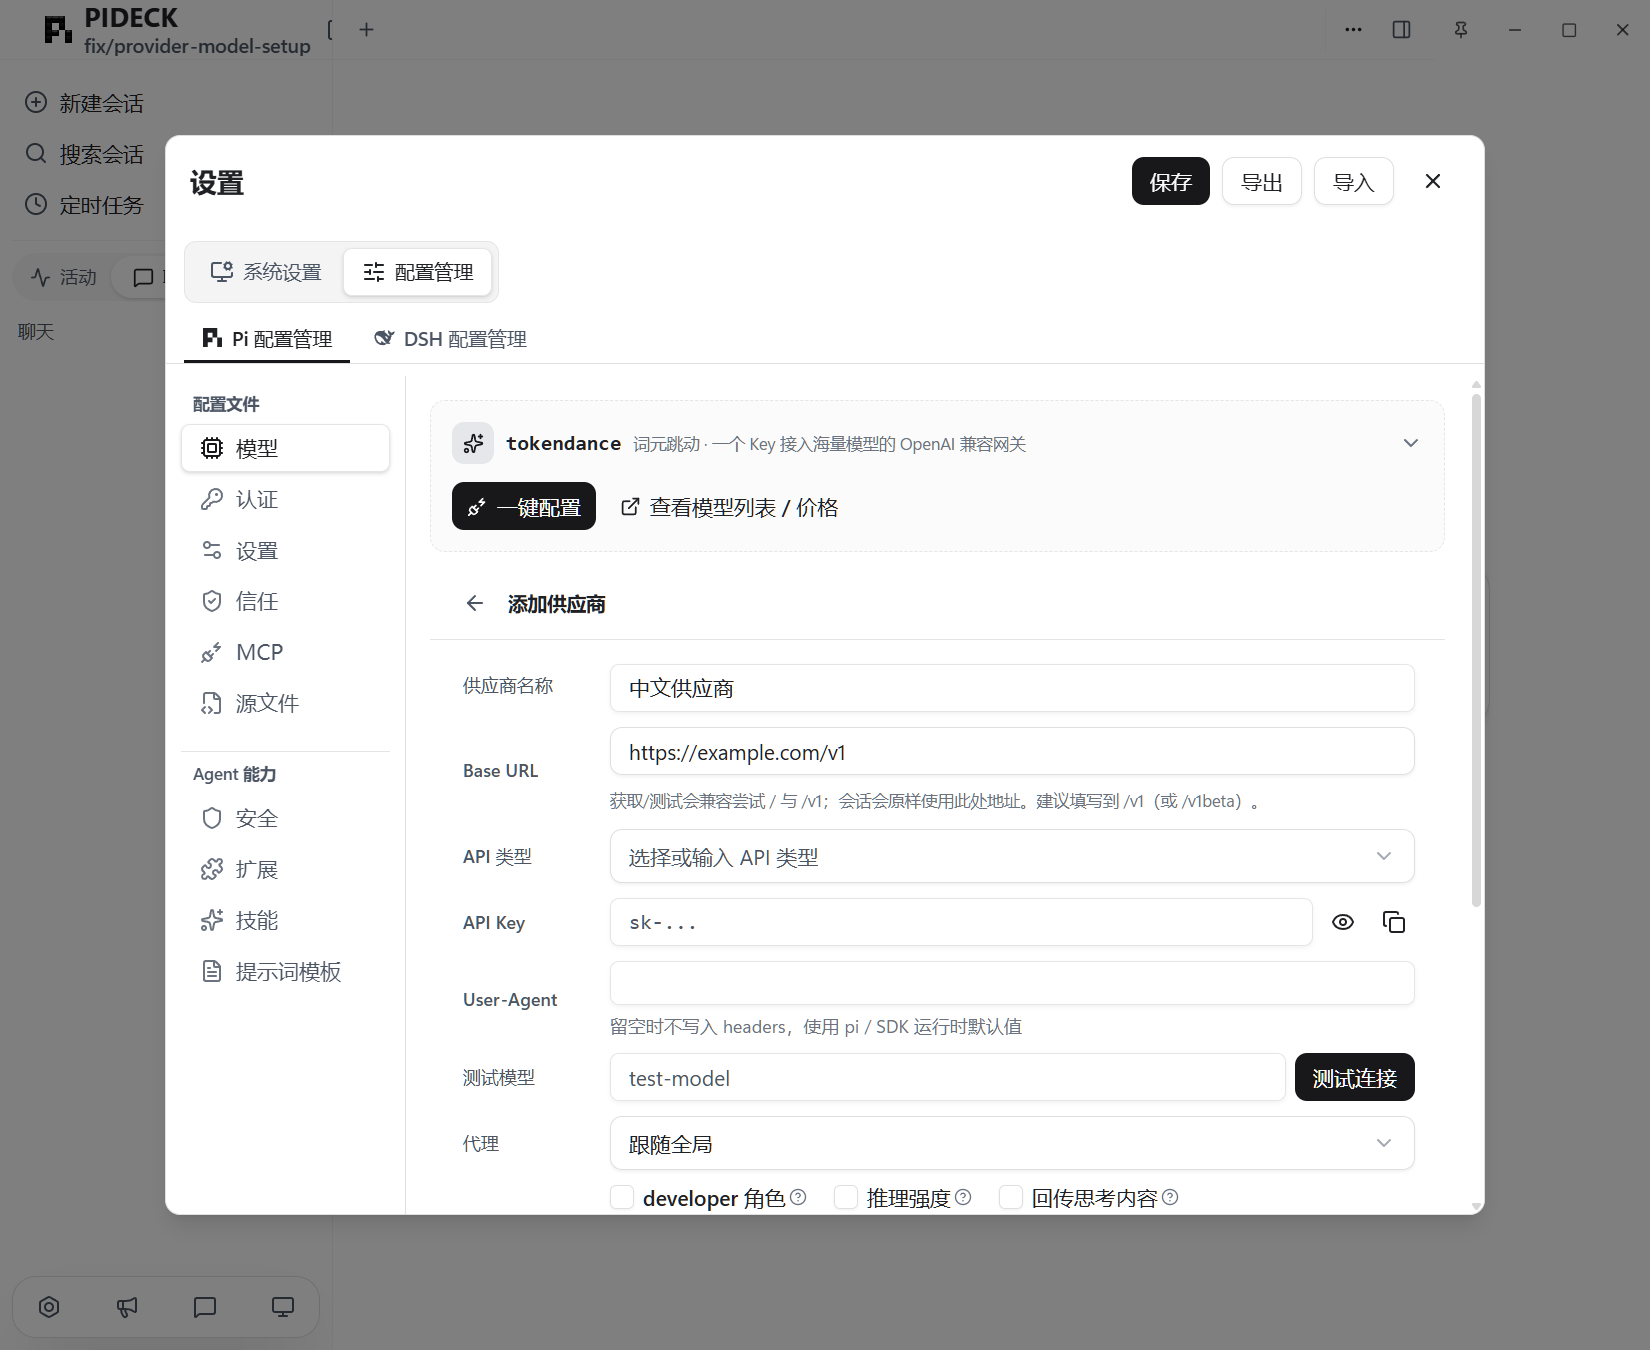 PIDECK
fix/provider-model-setup
新建会话
搜索会话
定时任务
活动
聊天
设置
保存
导出
导入
系统设置
配置管理
Pi 配置管理
DSH 配置管理
配置文件
模型
认证
设置
信任
MCP
源文件
Agent 能力
安全
扩展
技能
提示词模板
tokendance 词元跳动 · 一个 Key 接入海量模型的 OpenAI 兼容网关
一键配置
查看模型列表 / 价格
添加供应商
供应商名称
中文供应商
Base URL
https://example.com/v1
获取/测试会兼容尝试 / 与 /v1；会话会原样使用此处地址。建议填写到 /v1（或 /v1beta）。
API 类型
选择或输入 API 类型
API Key
sk-...
User-Agent
留空时不写入 headers，使用 pi / SDK 运行时默认值
测试模型
test-model
测试连接
代理
跟随全局
developer 角色
推理强度
回传思考内容